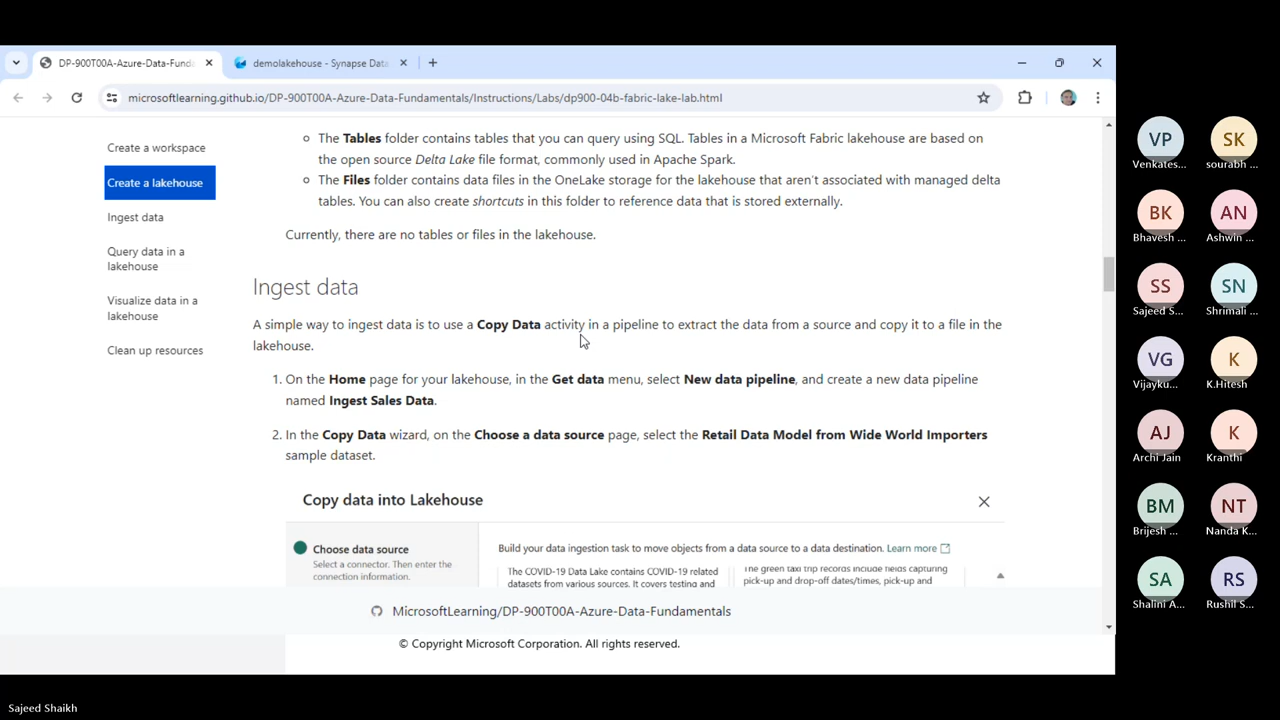 DP-900T00A-Azure-Data-Funda
demolakehouse - Synapse Data
microsoftlearning.github.io/DP-900T00A-Azure-Data-Fundamentals/Instructions/Labs/dp900-04b-fabric-lake-lab.html
Create a workspace
Create a lakehouse
Ingest data
Query data in a
lakehouse
Visualize data in a
lakehouse
Clean up resources
The Tables folder contains tables that you can query using SQL. Tables in a Microsoft Fabric lakehouse are based on
the open source Delta Lake file format, commonly used in Apache Spark.
The Files folder contains data files in the OneLake storage for the lakehouse that aren't associated with managed delta
tables. You can also create shortcuts in this folder to reference data that is stored externally.
Currently, there are no tables or files in the lakehouse.
Ingest data
A simple way to ingest data is to use a Copy Data activity in a pipeline to extract the data from a source and copy it to a file in the
lakehouse.
1. On the Home page for your lakehouse, in the Get data menu, select New data pipeline, and create a new data pipeline
named Ingest Sales Data.
2. In the Copy Data wizard, on the Choose a data source page, select the Retail Data Model from Wide World Importers
sample dataset.
Copy data into Lakehouse
Choose data source
Select a connector. Then enter the
connection information.
Build your data ingestion task to move objects from a data source to a data destination. Learn more
The COVID-19 Data Lake contains COVID-19 related
datasets from various sources. It covers testing and
The green taxi trip records include fields capturing
pick-up and drop-off dates/times, pick-up and
MicrosoftLearning/DP-900T00A-Azure-Data-Fundamentals
© Copyright Microsoft Corporation. All rights reserved.
VP
Venkates...
SK
sourabh ...
BK
Bhavesh ...
AN
Ashwin ...
SS
Sajeed S...
SN
Shrimali ...
VG
Vijayku...
K
K.Hitesh
AJ
Archi Jain
K
Kranthi
BM
Brijesh ...
NT
Nanda K...
SA
Shalini A...
RS
Rushil S...
Sajeed Shaikh